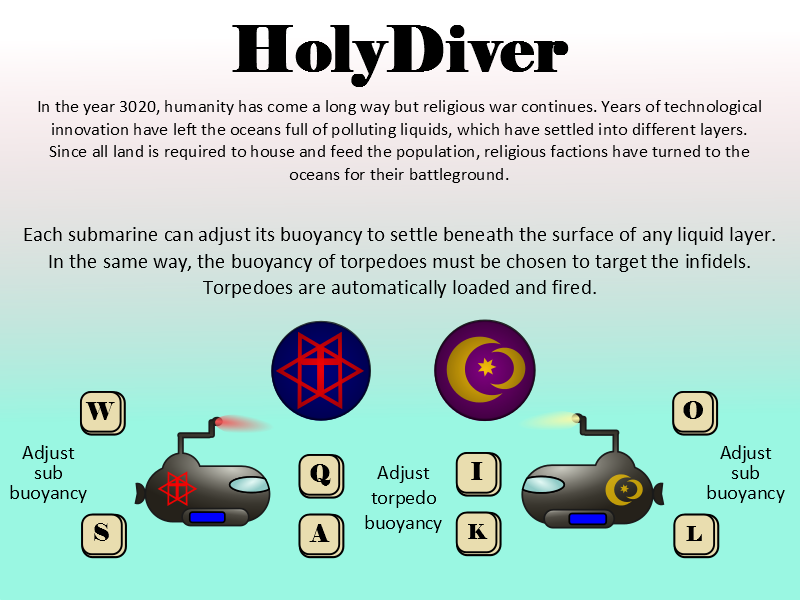 HolyDiver
In the year 3020, humanity has come a long way but religious war continues. Years of technological
innovation have left the oceans full of polluting liquids, which have settled into different layers.
Since all land is required to house and feed the population, religious factions have turned to the
oceans for their battleground.
Each submarine can adjust its buoyancy to settle beneath the surface of any liquid layer.
In the same way, the buoyancy of torpedoes must be chosen to target the infidels.
Torpedoes are automatically loaded and fired.
W
Adjust
sub
buoyancy
S
Q
A
Adjust
torpedo
buoyancy
I
K
O
Adjust
sub
buoyancy
L